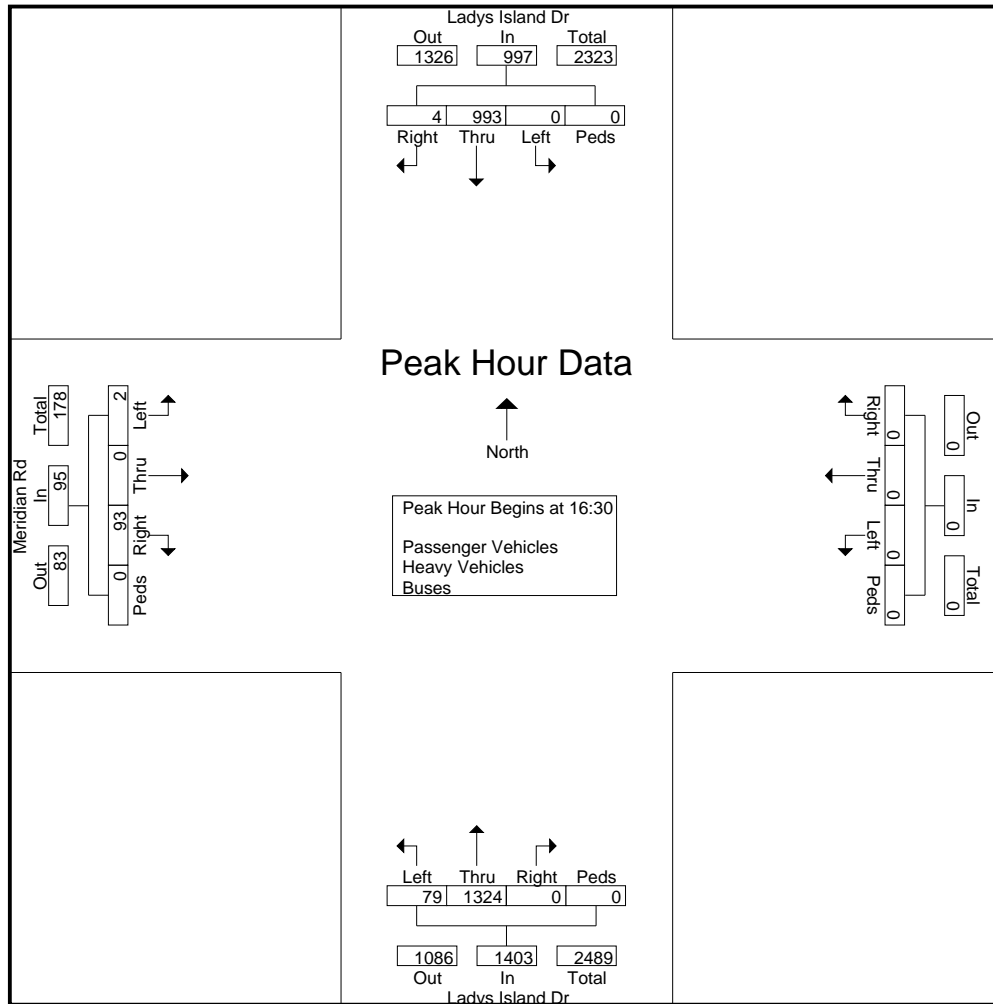 Ladys Island Dr
Out In Total
1326 997 2323
4 993 0 0
Right Thru Left Peds
Peak Hour Data
North
Peak Hour Begins at 16:30
Passenger Vehicles
Heavy Vehicles
Buses
Meridian Rd
Out In Total
83 95 178
0 93 0 2
Peds Right Thru Left
Out In Total
0 0 0
Right Thru Left Peds
0 0 0 0
Left Thru Right Peds
79 1324 0 0
1086 1403 2489
Out In Total
Ladys Island Dr